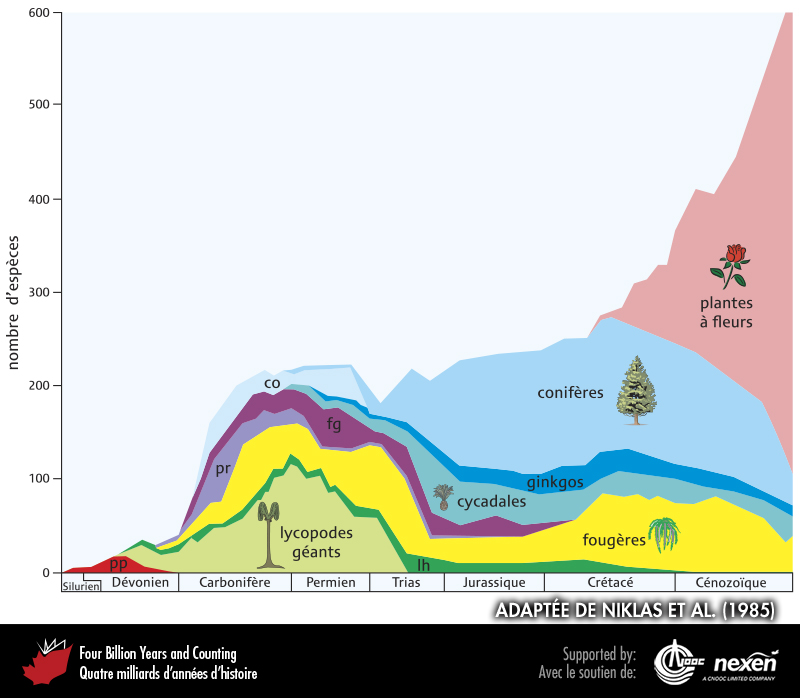 nombre d'espèces
600
500
400
300
200
100
0
plantes
à fleurs
conifères
ginkgos
cycadales
fougères
co
fg
pr
pp
lycopodes
géants
lh
Silurien
Dévonien
Carbonifère
Permien
Trias
Jurassique
Crétacé
Cénozoïque
ADAPTÉE DE NIKLAS ET AL. (1985)
Four Billion Years and Counting
Quatre milliards d'années d'histoire
Supported by:
Avec le soutien de:
CNOOC
nexen
A CNOOC LIMITED COMPANY